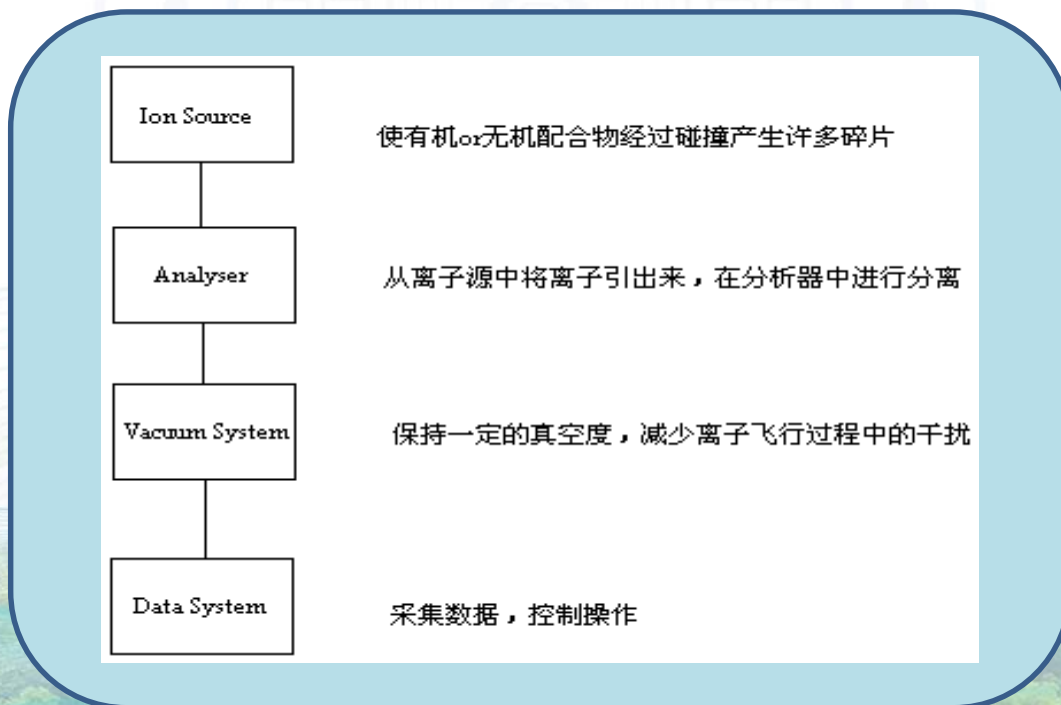 Ion Source
使有机or无机配合物经过碰撞产生许多碎片
Analyser
从离子源中将离子引出来，在分析器中进行分离
Vacuum System
保持一定的真空度，减少离子飞行过程中的干扰
Data System
采集数据，控制操作